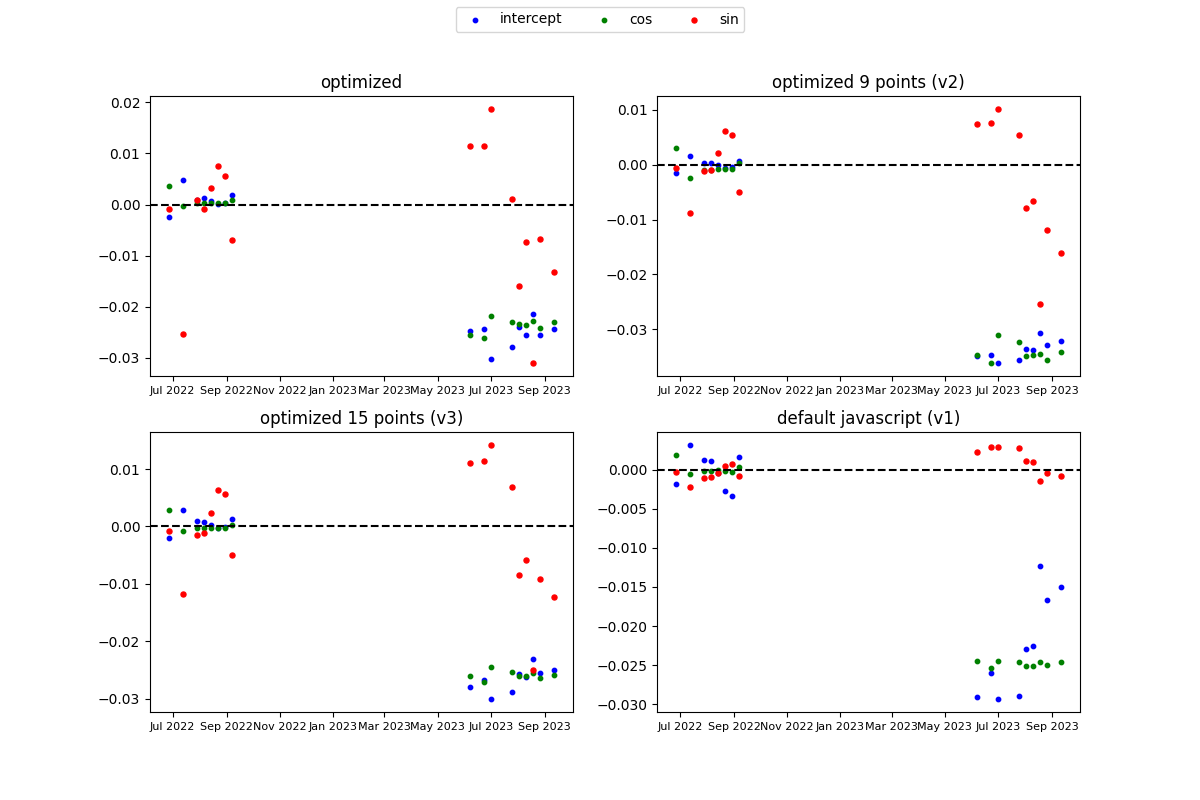 intercept cos sin
optimized
0.02
0.01
0.00
−0.01
−0.02
−0.03
Jul 2022 Sep 2022 Nov 2022 Jan 2023 Mar 2023 May 2023 Jul 2023 Sep 2023
optimized 9 points (v2)
0.01
0.00
−0.01
−0.02
−0.03
Jul 2022 Sep 2022 Nov 2022 Jan 2023 Mar 2023 May 2023 Jul 2023 Sep 2023
optimized 15 points (v3)
0.01
0.00
−0.01
−0.02
−0.03
Jul 2022 Sep 2022 Nov 2022 Jan 2023 Mar 2023 May 2023 Jul 2023 Sep 2023
default javascript (v1)
0.000
−0.005
−0.010
−0.015
−0.020
−0.025
−0.030
Jul 2022 Sep 2022 Nov 2022 Jan 2023 Mar 2023 May 2023 Jul 2023 Sep 2023